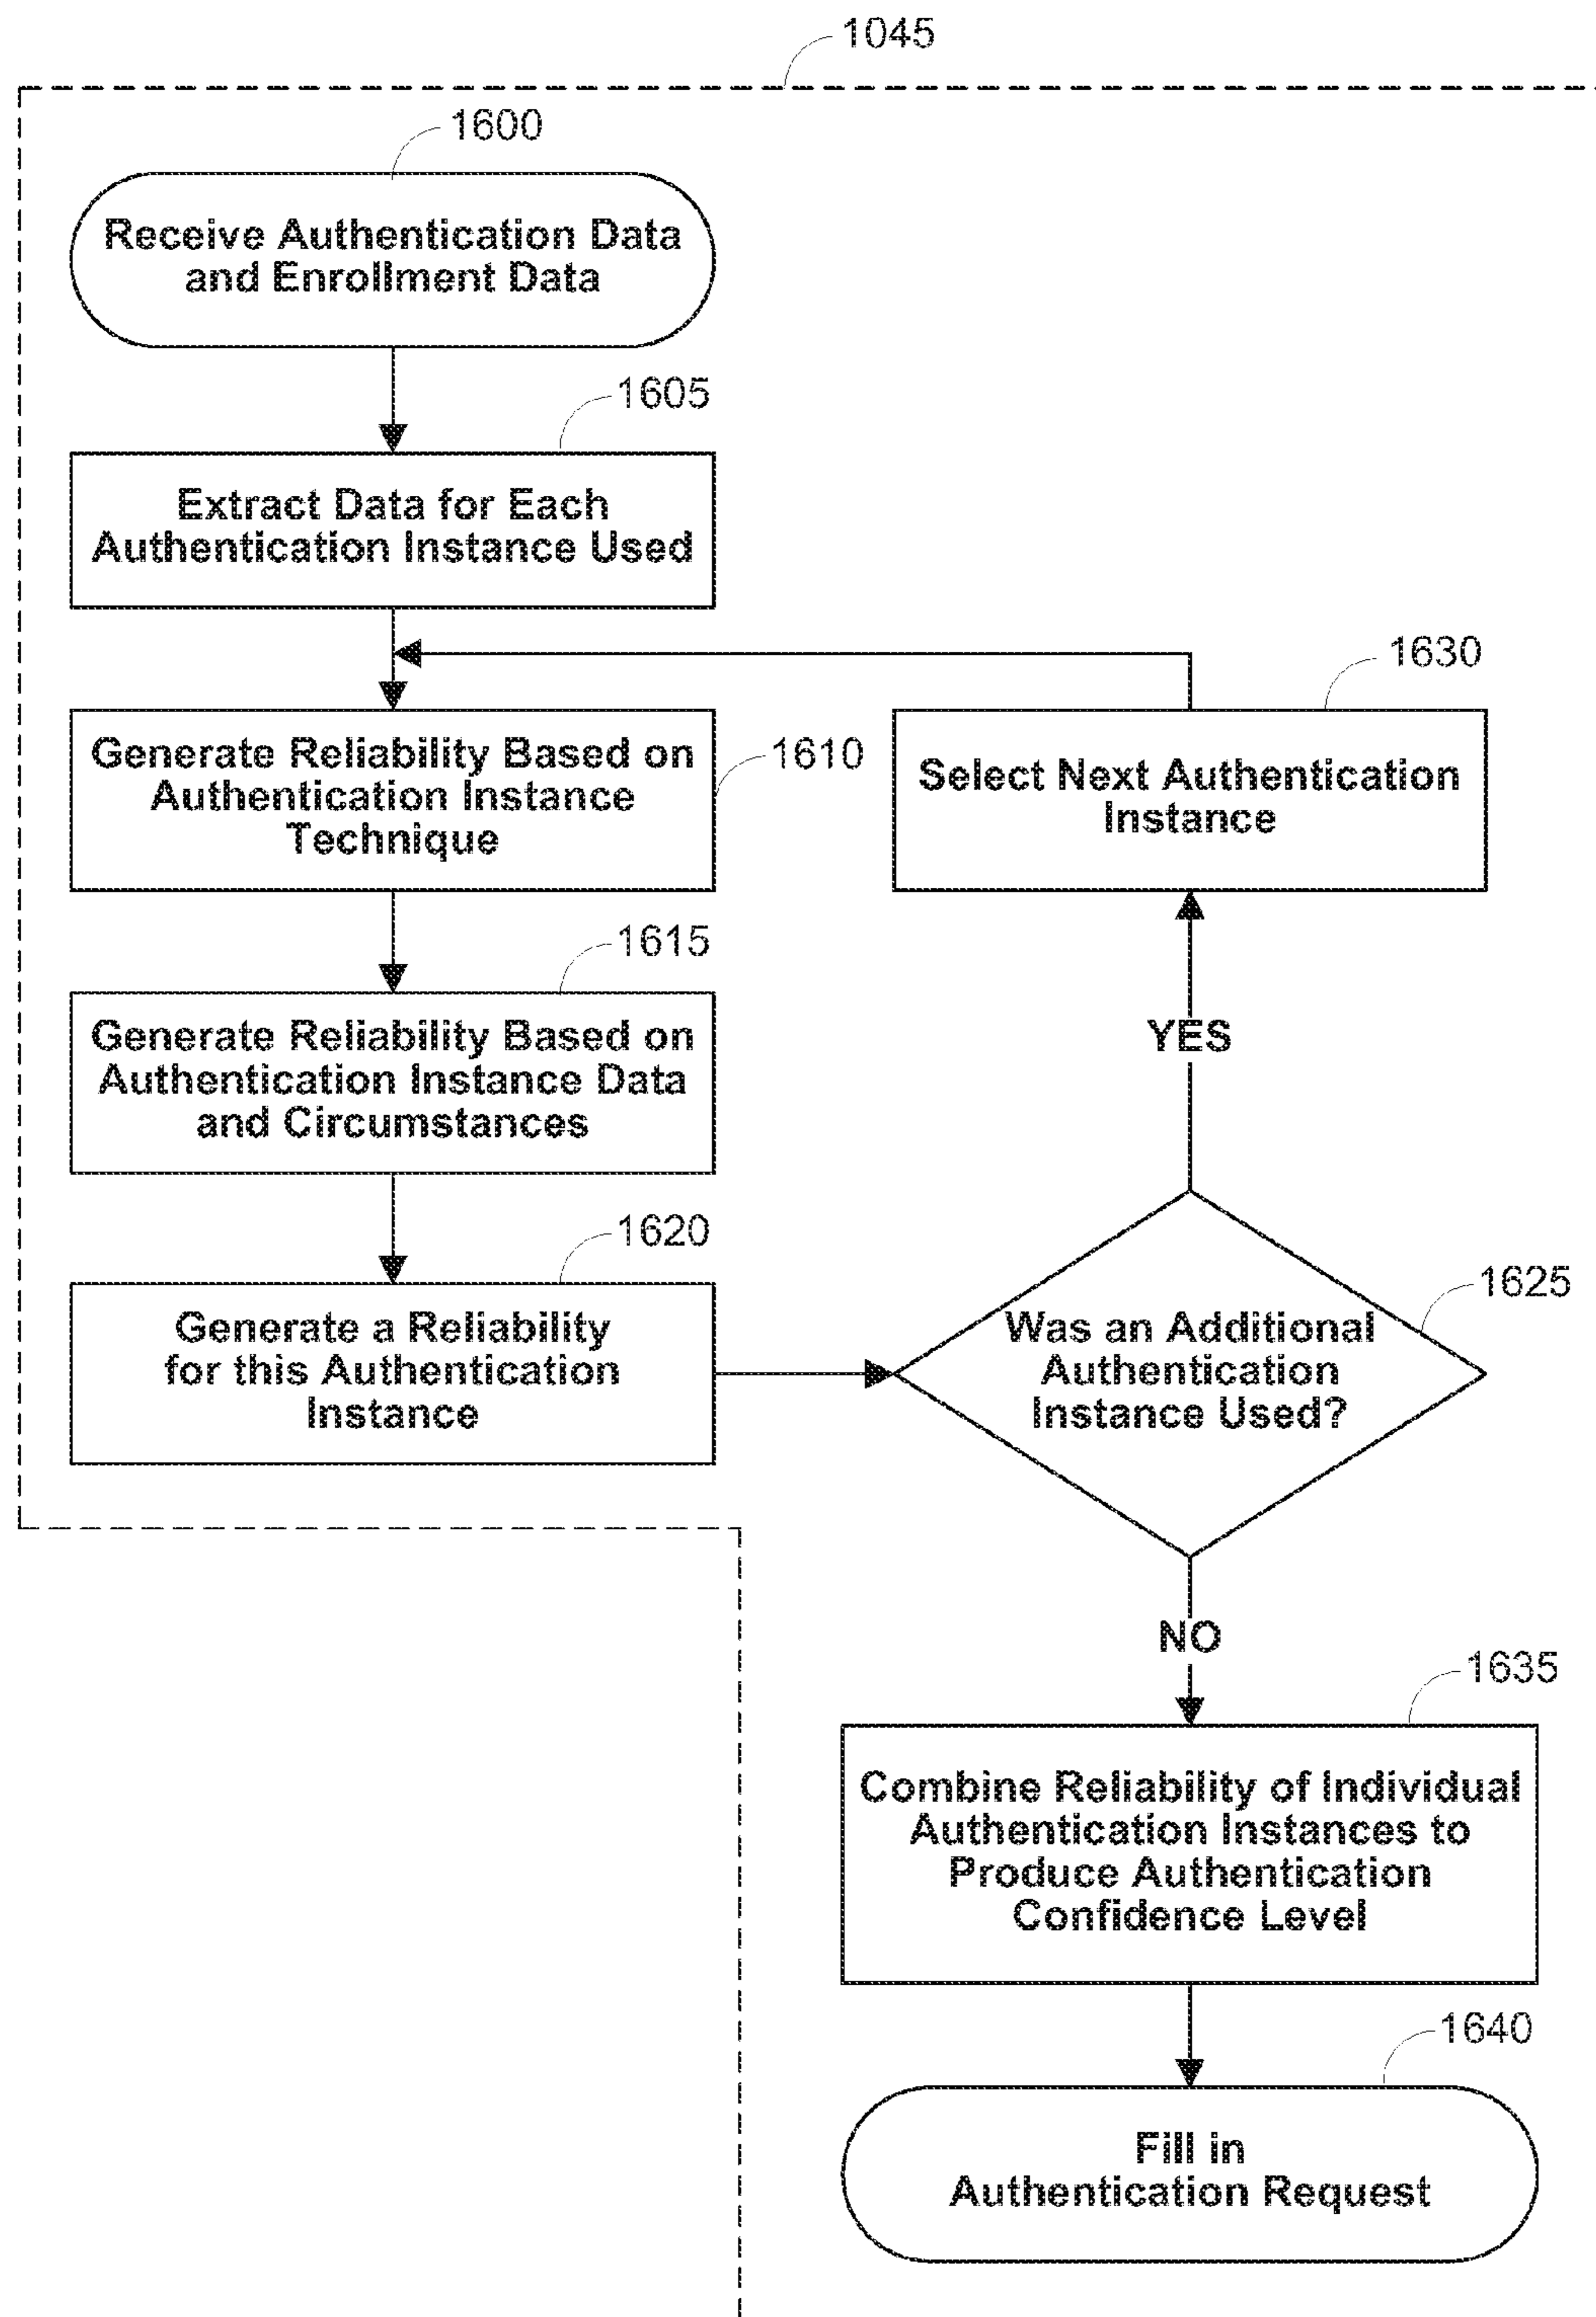 1045
1600
Receive Authentication Data
and Enrollment Data
1605
Extract Data for Each
Authentication Instance Used
1630
Generate Reliability Based on
Authentication Instance
Technique
1610
Select Next Authentication
Instance
1615
Generate Reliability Based on
Authentication Instance Data
and Circumstances
YES
1620
Generate a Reliability
for this Authentication
Instance
1625
Was an Additional
Authentication
Instance Used?
NO
1635
Combine Reliability of Individual
Authentication Instances to
Produce Authentication
Confidence Level
1640
Fill in
Authentication Request